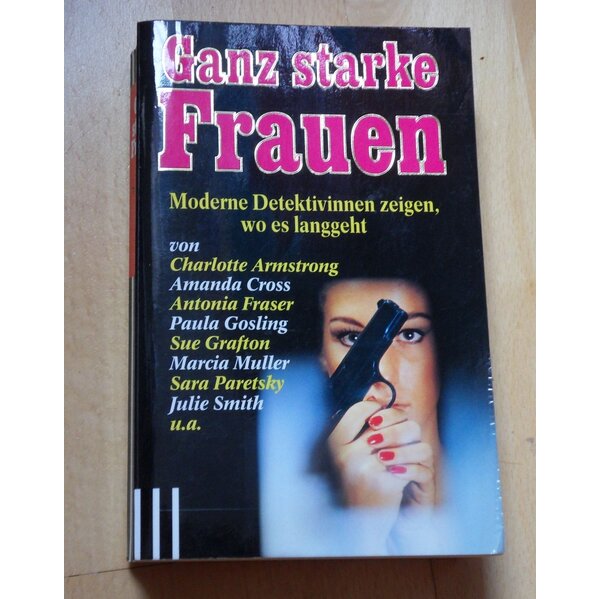 Ganz starke
Frauen
Moderne Detektivinnen zeigen,
wo es langgeht
von
Charlotte Armstrong
Amanda Cross
Antonia Fraser
Paula Gosling
Sue Grafton
Marcia Muller
Sara Paretsky
Julie Smith
u.a.